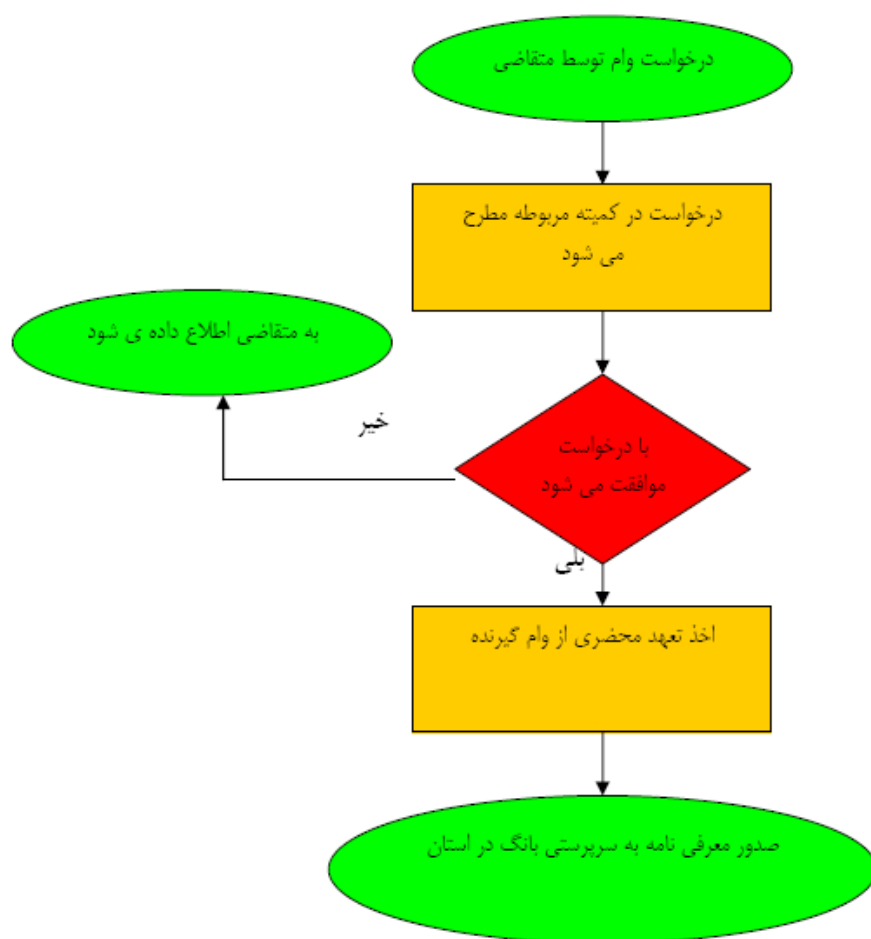 درخواست وام توسط متقاضی
درخواست در کمیته مربوطه مطرح
می شود
به متقاضی اطلاع داده ی شود
خیر
با درخواست
موافقت می شود
بلی
اخذ تعهد محضری از وام گیرنده
صدور معرفی نامه به سرپرستی بانگ در استان